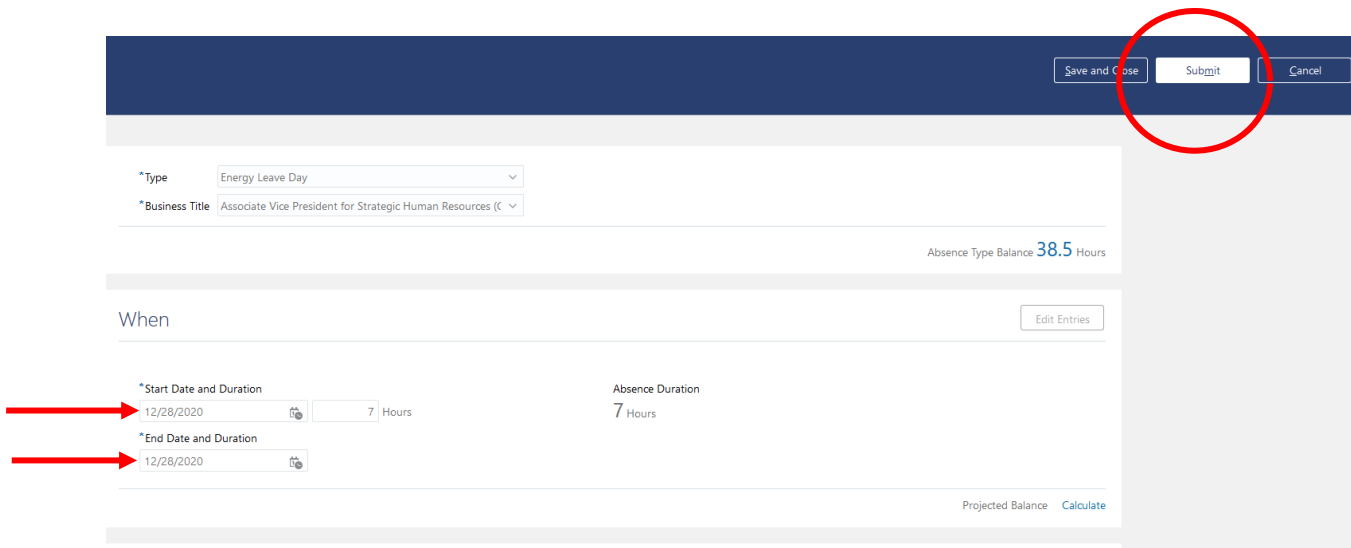 Save and Close Submit Cancel
*Type Energy Leave Day
*Business Title Associate Vice President for Strategic Human Resources (C
Absence Type Balance 38.5 Hours
When Edit Entries
*Start Date and Duration Absence Duration
12/28/2020 7 Hours 7 Hours
*End Date and Duration
12/28/2020
Projected Balance Calculate